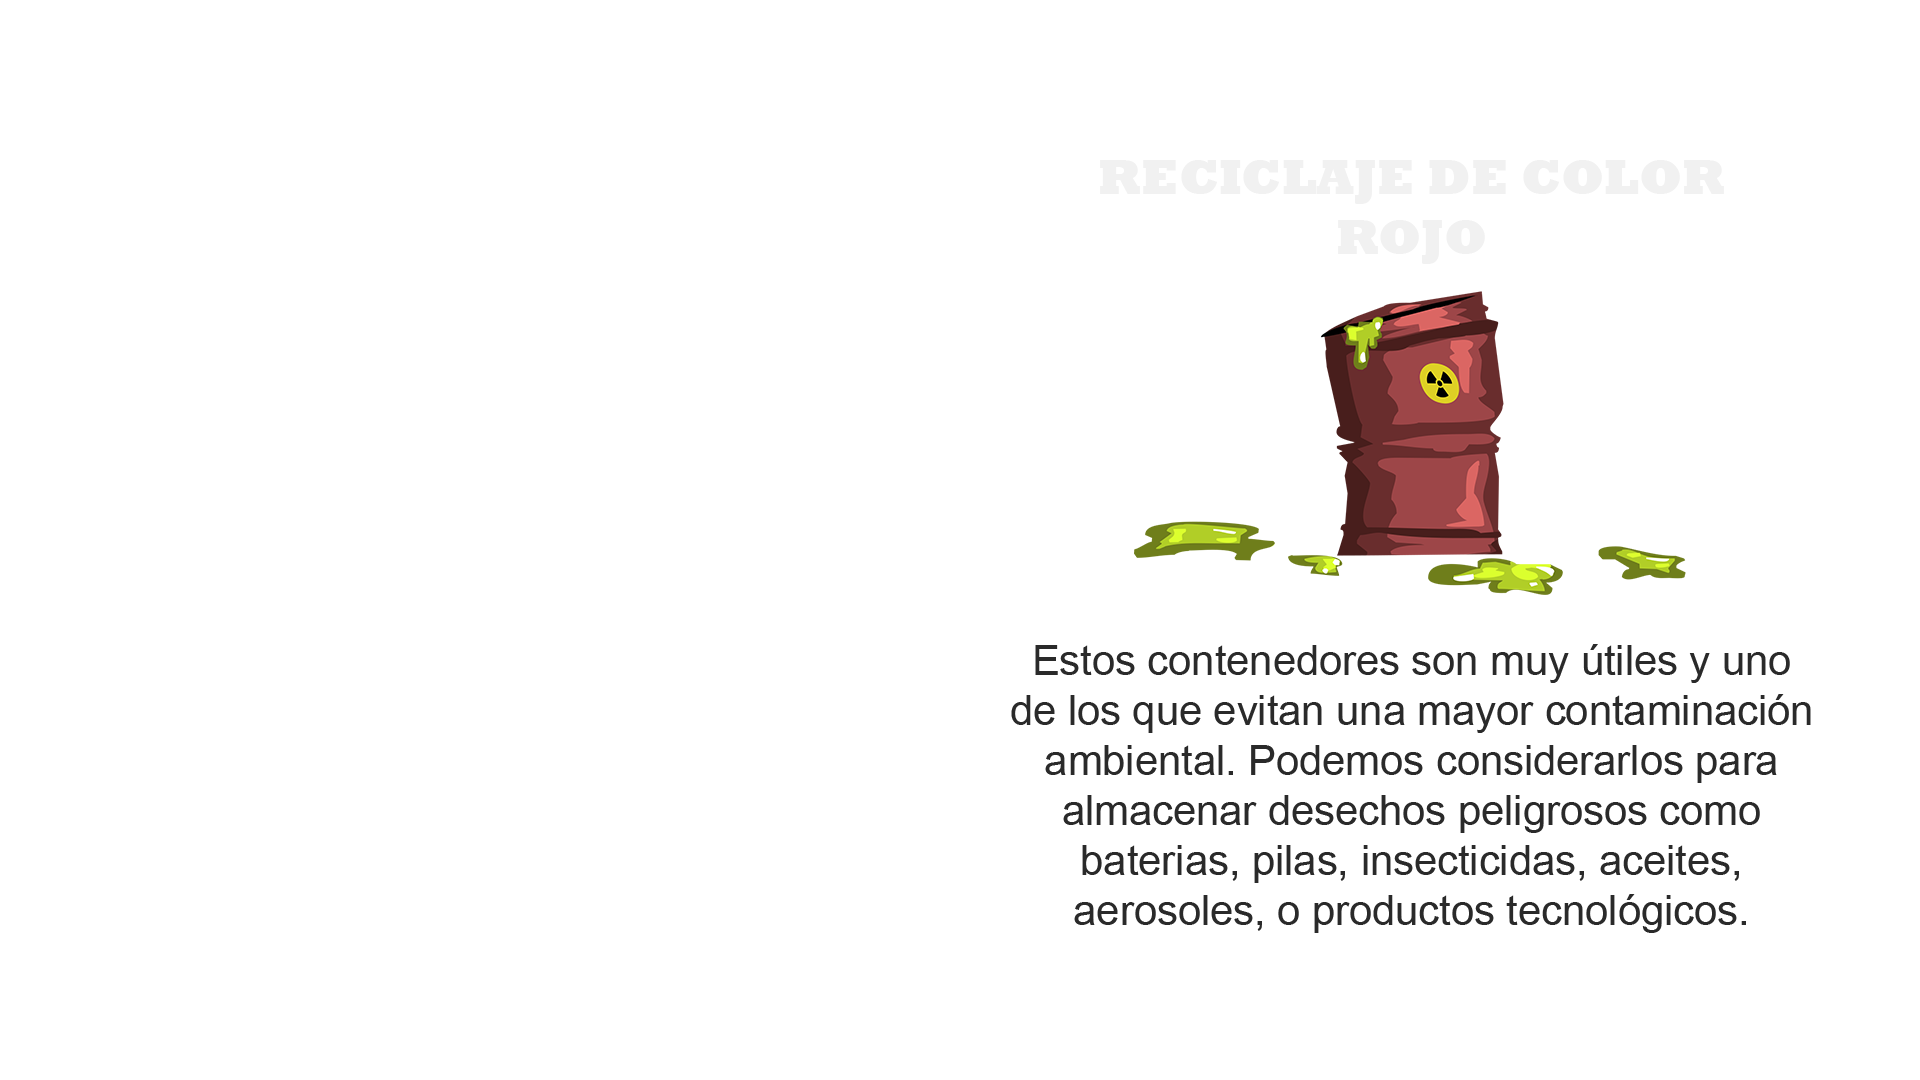 RECICLAJE DE COLOR
ROJO
Estos contenedores son muy útiles y uno
de los que evitan una mayor contaminación
ambiental. Podemos considerarlos para
almacenar desechos peligrosos como
baterias, pilas, insecticidas, aceites,
aerosoles, o productos tecnológicos.